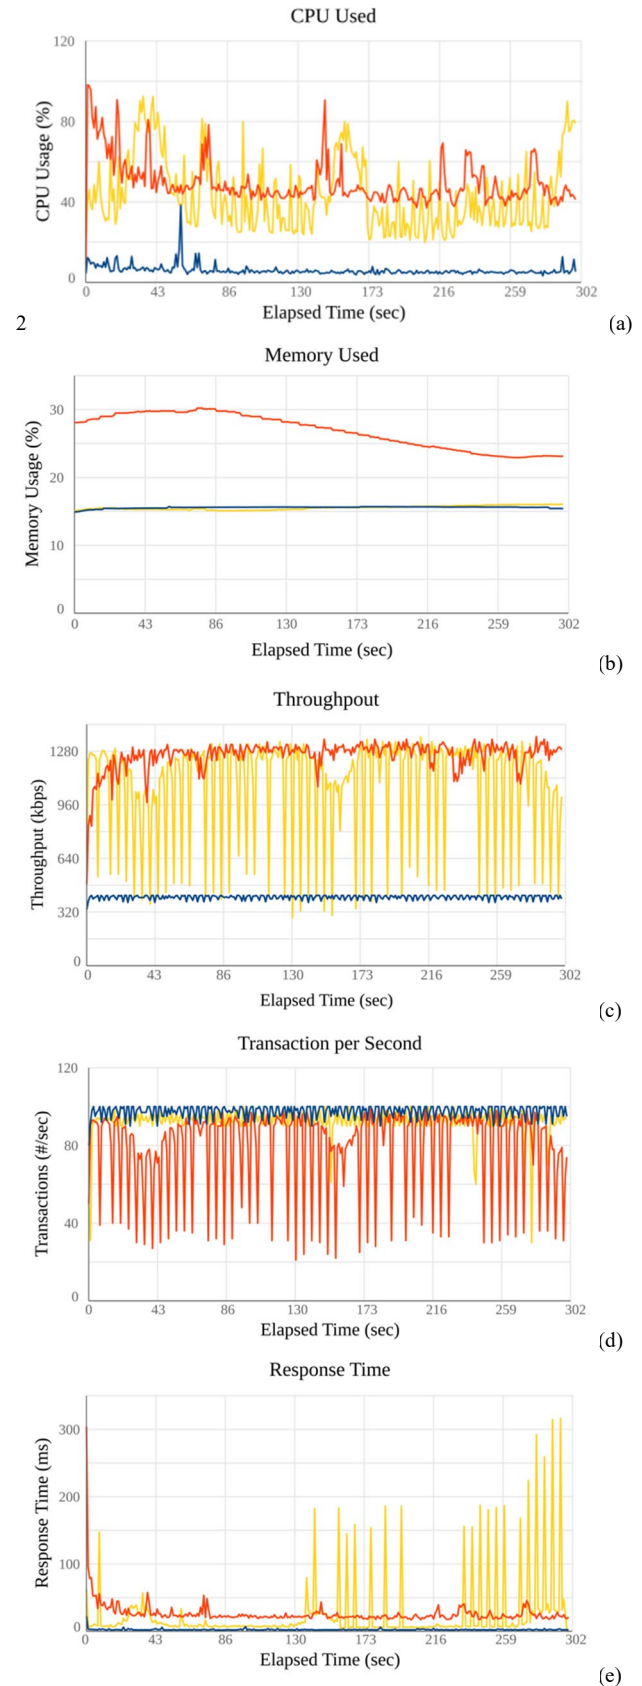 CPU Used
120
80
40
0
CPU Usage (%)
0 43 86 130 173 216 259 302
Elapsed Time (sec)
2 (a)
Memory Used
30
20
10
0
Memory Usage (%)
0 43 86 130 173 216 259 302
Elapsed Time (sec)
(b)
Throughpout
1280
960
640
320
0
Throughput (kbps)
0 43 86 130 173 216 259 302
Elapsed Time (sec)
(c)
Transaction per Second
120
80
40
0
Transactions (#/sec)
0 43 86 130 173 216 259 302
Elapsed Time (sec)
(d)
Response Time
300
200
100
0
Response Time (ms)
0 43 86 130 173 216 259 302
Elapsed Time (sec)
(e)